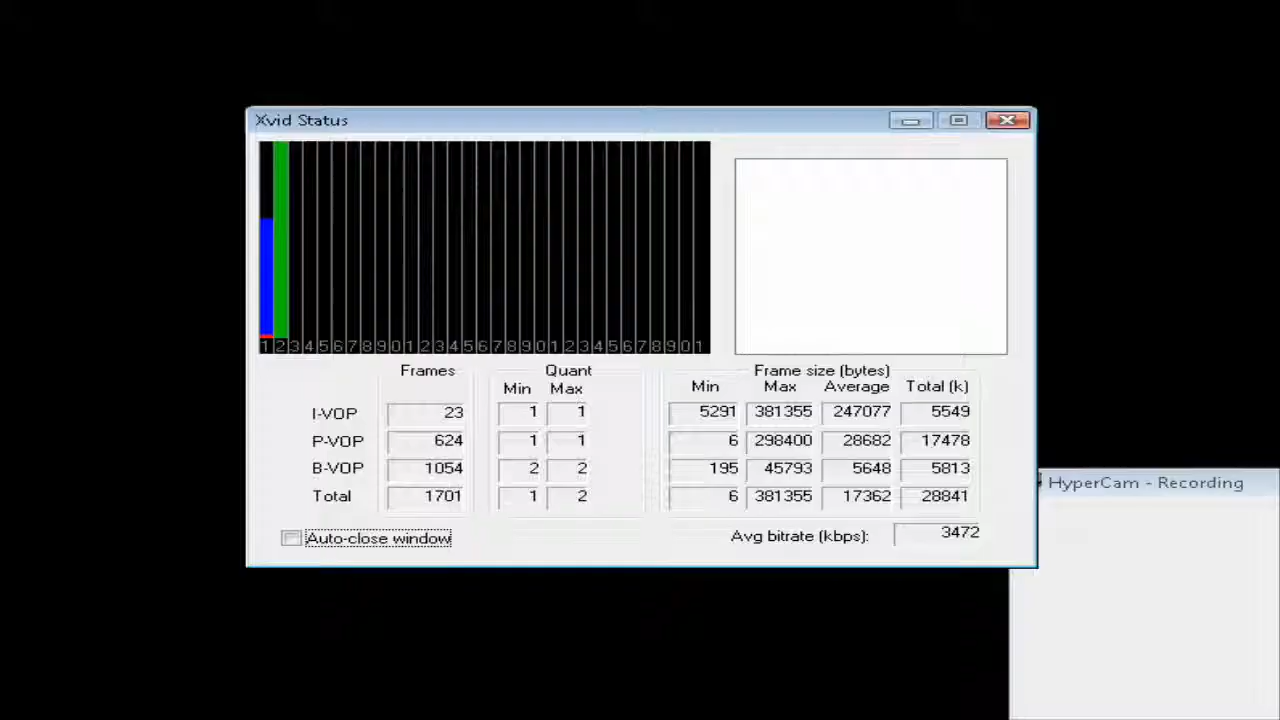 Xvid Status
1 2 3 4 5 6 7 8 9 0 1 2 3 4 5 6 7 8 9 0 1 2 3 4 5 6 7 8 9 0 1
Frames Quant Frame size (bytes)
Min Max Min Max Average Total (k)
I-VOP 23 1 1 5291 381355 247077 5549
P-VOP 624 1 1 6 298400 28682 17478
B-VOP 1054 2 2 195 45793 5648 5813
Total 1701 1 2 6 381355 17362 28841
HyperCam - Recording
Auto-close window Avg bitrate (kbps): 3472